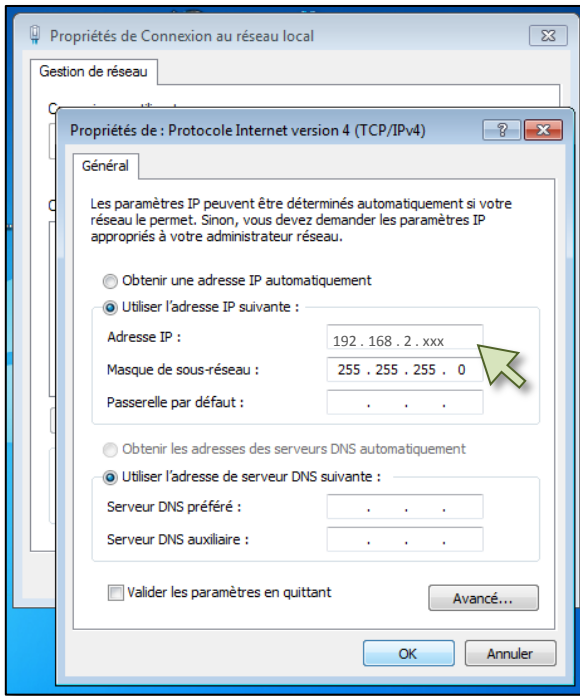 Propriétés de Connexion au réseau local
Gestion de réseau
Propriétés de : Protocole Internet version 4 (TCP/IPv4)
Général
Les paramètres IP peuvent être déterminés automatiquement si votre
réseau le permet. Sinon, vous devez demander les paramètres IP
appropriés à votre administrateur réseau.
Obtenir une adresse IP automatiquement
Utiliser l'adresse IP suivante :
Adresse IP : 192 . 168 . 2 . xxx
Masque de sous-réseau : 255 . 255 . 255 . 0
Passerelle par défaut : . . .
Obtenir les adresses des serveurs DNS automatiquement
Utiliser l'adresse de serveur DNS suivante :
Serveur DNS préféré : . . .
Serveur DNS auxiliaire : . . .
Valider les paramètres en quittant
Avancé...
OK Annuler